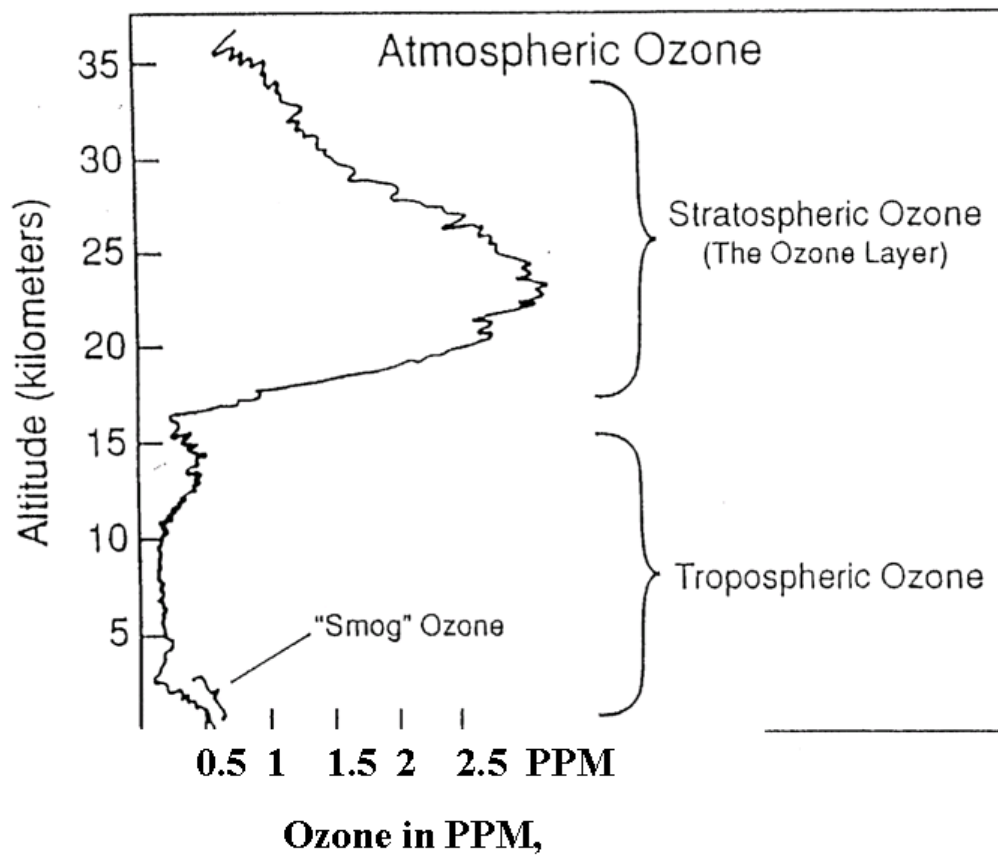 Atmospheric Ozone
35
30
25
20
15
10
5
Altitude (kilometers)
Stratospheric Ozone
(The Ozone Layer)
Tropospheric Ozone
"Smog" Ozone
0.5 1 1.5 2 2.5 PPM
Ozone in PPM,